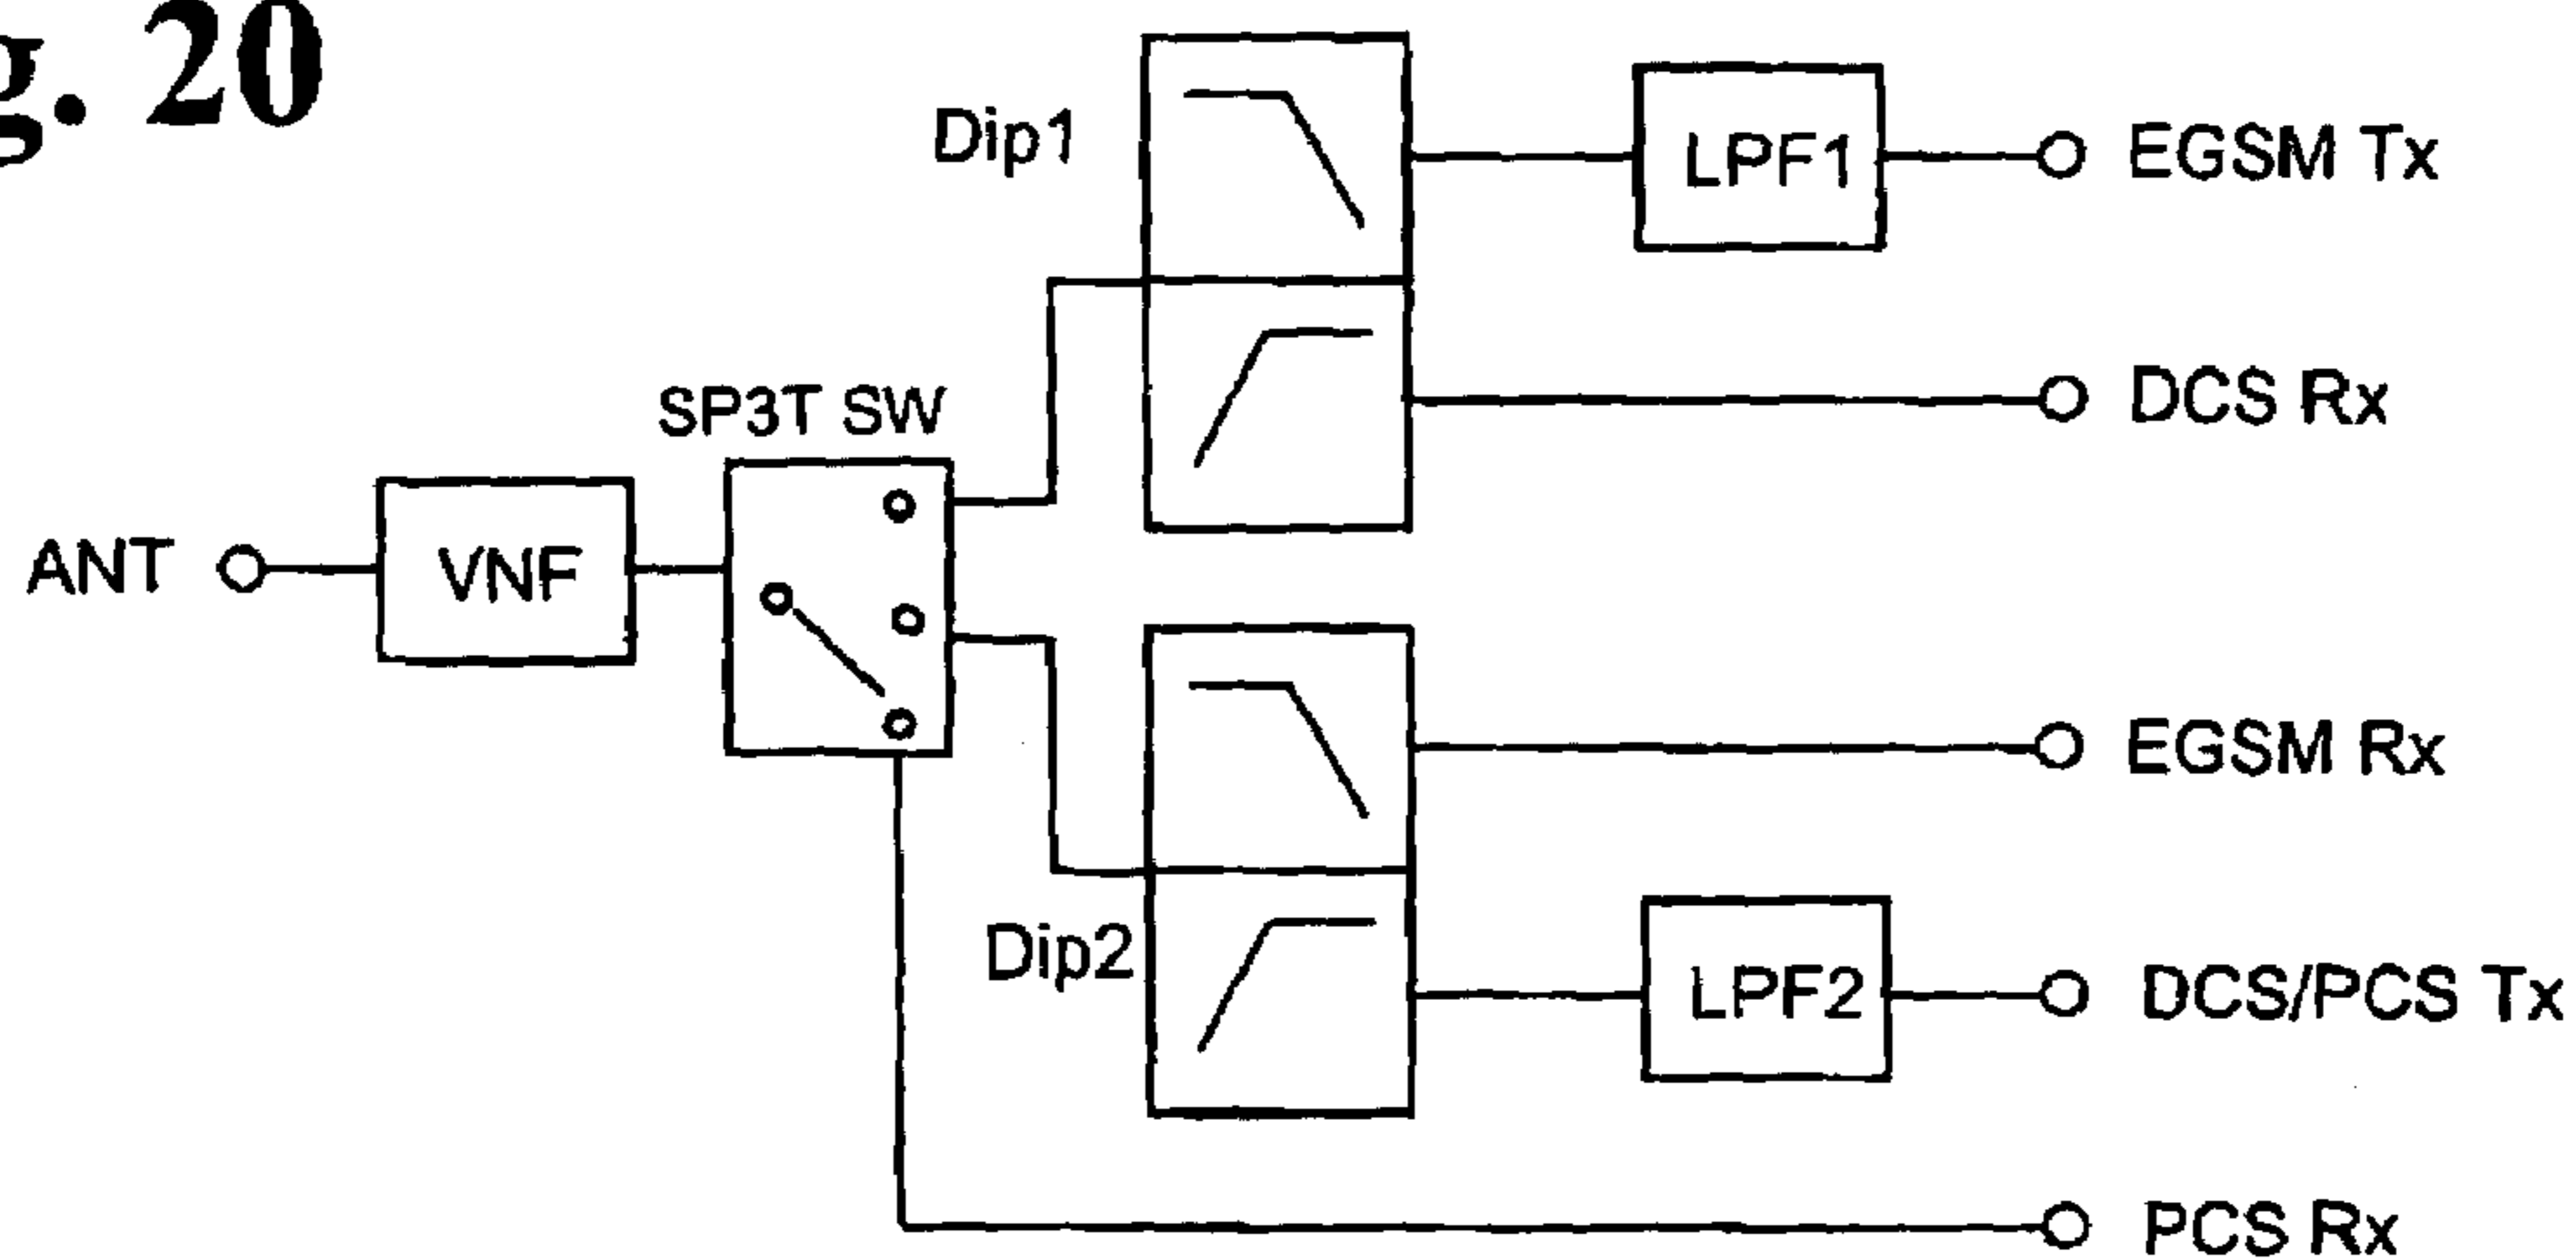 g. 20
Dip1
LPF1
EGSM Tx
DCS Rx
SP3T SW
ANT
VNF
EGSM Rx
Dip2
LPF2
DCS/PCS Tx
PCS Rx